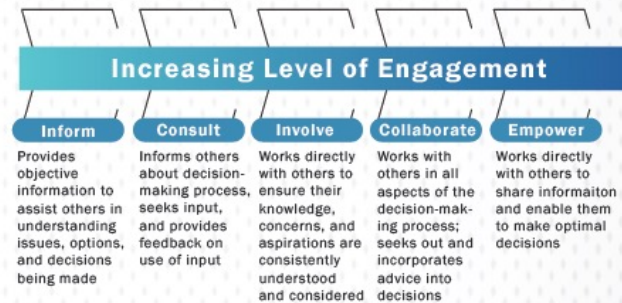 Increasing Level of Engagement
Inform
Provides
objective
information to
assist others in
understanding
issues, options,
and decisions
being made
Consult
Informs others
about decision-
making process,
seeks input,
and provides
feedback on
use of input
Involve
Works directly
with others to
ensure their
knowledge,
concerns, and
aspirations are
consistently
understood
and considered
Collaborate
Works with
others in all
aspects of the
decision-mak-
ing process;
seeks out and
incorporates
advice into
decisions
Empower
Works directly
with others to
share informaiton
and enable them
to make optimal
decisions